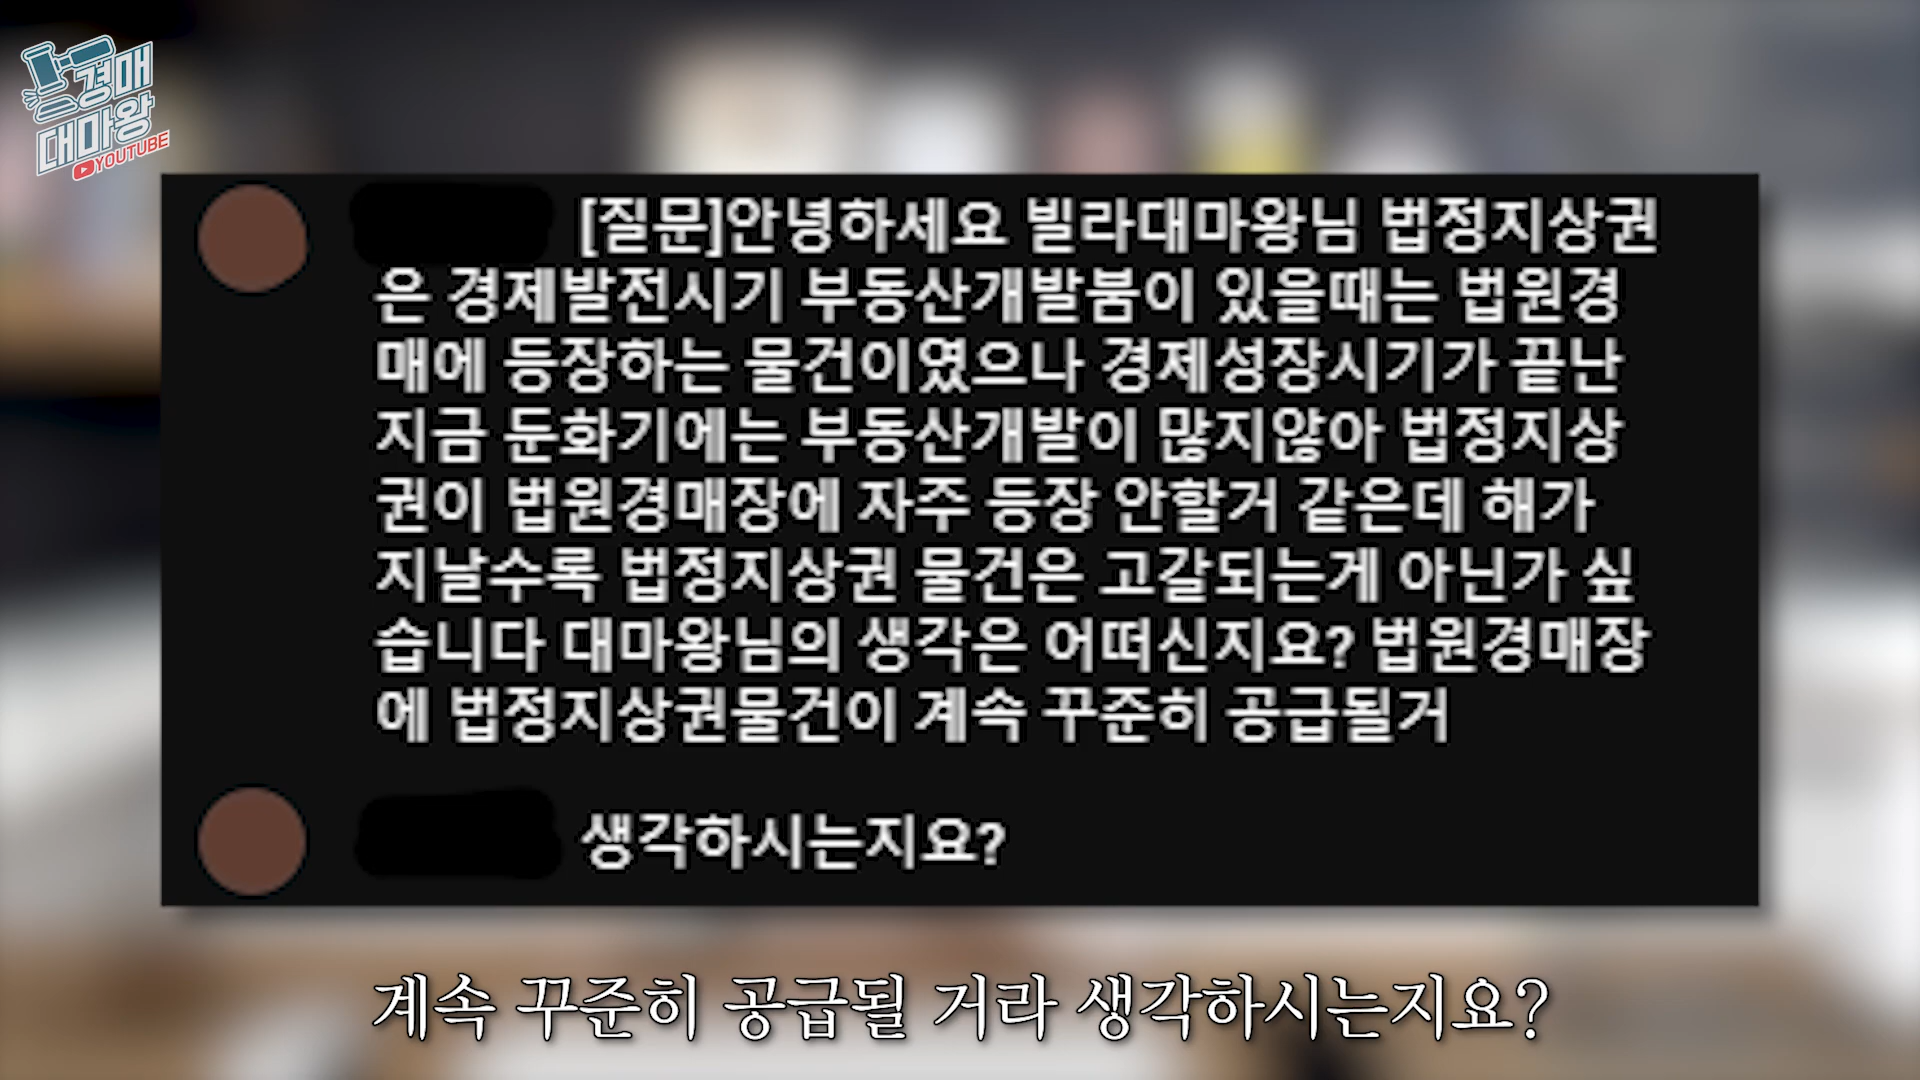 경매
대마왕
YOUTUBE
[질문]안녕하세요 빌라대마왕님 법정지상권
은 경제발전시기 부동산개발붐이 있을때는 법원경
매에 등장하는 물건이였으나 경제성장시기가 끝난
지금 둔화기에는 부동산개발이 많지않아 법정지상
권이 법원경매장에 자주 등장 안할거 같은데 해가
지날수록 법정지상권 물건은 고갈되는게 아닌가 싶
습니다 대마왕님의 생각은 어떠신지요? 법원경매장
에 법정지상권물건이 계속 꾸준히 공급될거
생각하시는지요?
계속 꾸준히 공급될 거라 생각하시는지요?